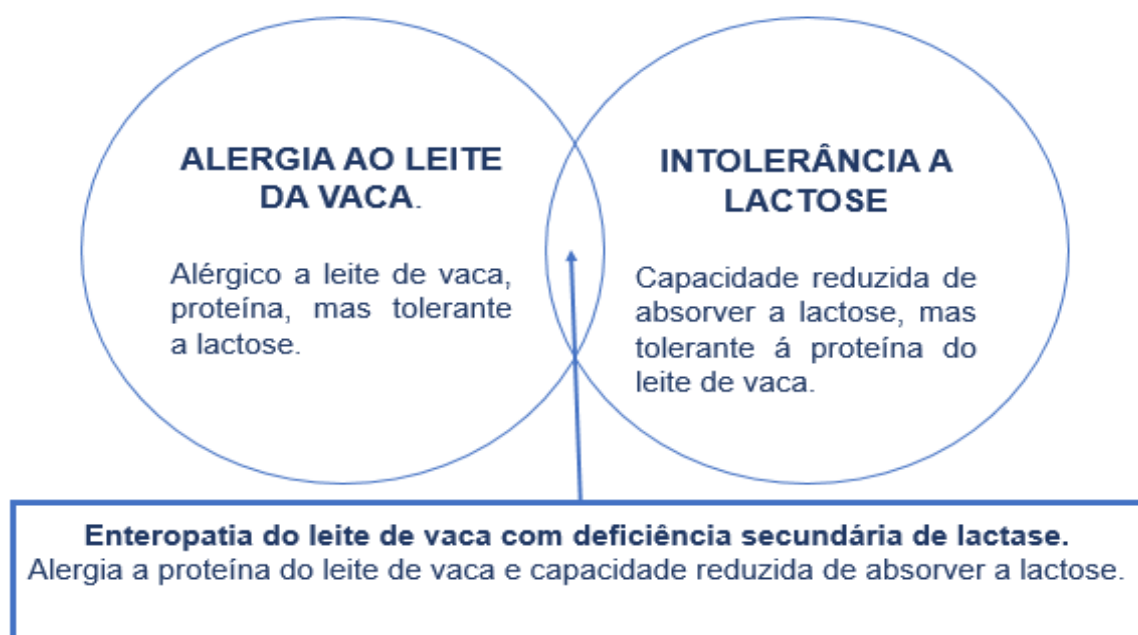 ALERGIA AO LEITE
DA VACA.
Alérgico a leite de vaca,
proteína, mas tolerante
a lactose.
INTOLERÂNCIA A
LACTOSE
Capacidade reduzida de
absorver a lactose, mas
tolerante á proteína do
leite de vaca.
Enteropatia do leite de vaca com deficiência secundária de lactase.
Alergia a proteína do leite de vaca e capacidade reduzida de absorver a lactose.